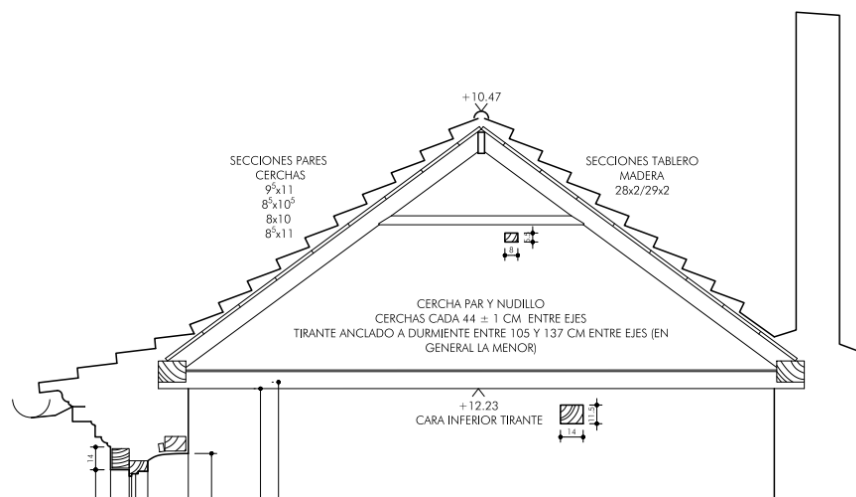 +10.47
SECCIONES PARES
CERCHAS
9⁵x11
8⁵x10⁵
8x10
8⁵x11
SECCIONES TABLERO
MADERA
28x2/29x2
5.5
8
CERCHA PAR Y NUDILLO
CERCHAS CADA 44 ± 1 CM ENTRE EJES
TIRANTE ANCLADO A DURMIENTE ENTRE 105 Y 137 CM ENTRE EJES (EN
GENERAL LA MENOR)
+12.23
CARA INFERIOR TIRANTE
11.5
14
14